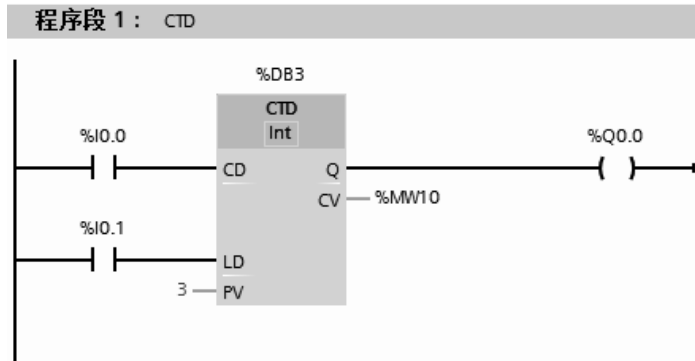 程序段 1： CTD
%DB3
CTD
Int
%I0.0
%Q0.0
CD
Q
CV
%MW10
%I0.1
LD
3
PV